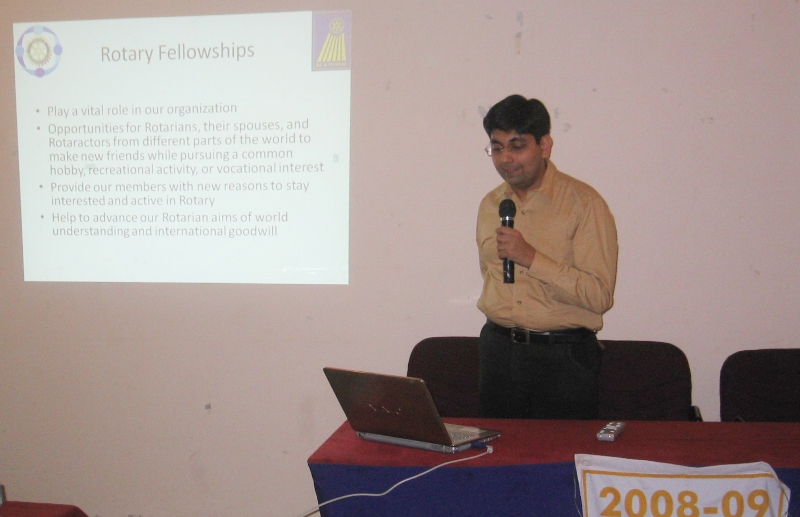 Rotary Fellowships
• Play a vital role in our organization
• Opportunities for Rotarians, their spouses, and
Rotaractors from different parts of the world to
make new friends while pursuing a common
hobby, recreational activity, or vocational interest
• Provide our members with new reasons to stay
interested and active in Rotary
• Help to advance our Rotarian aims of world
understanding and international goodwill
2008-09